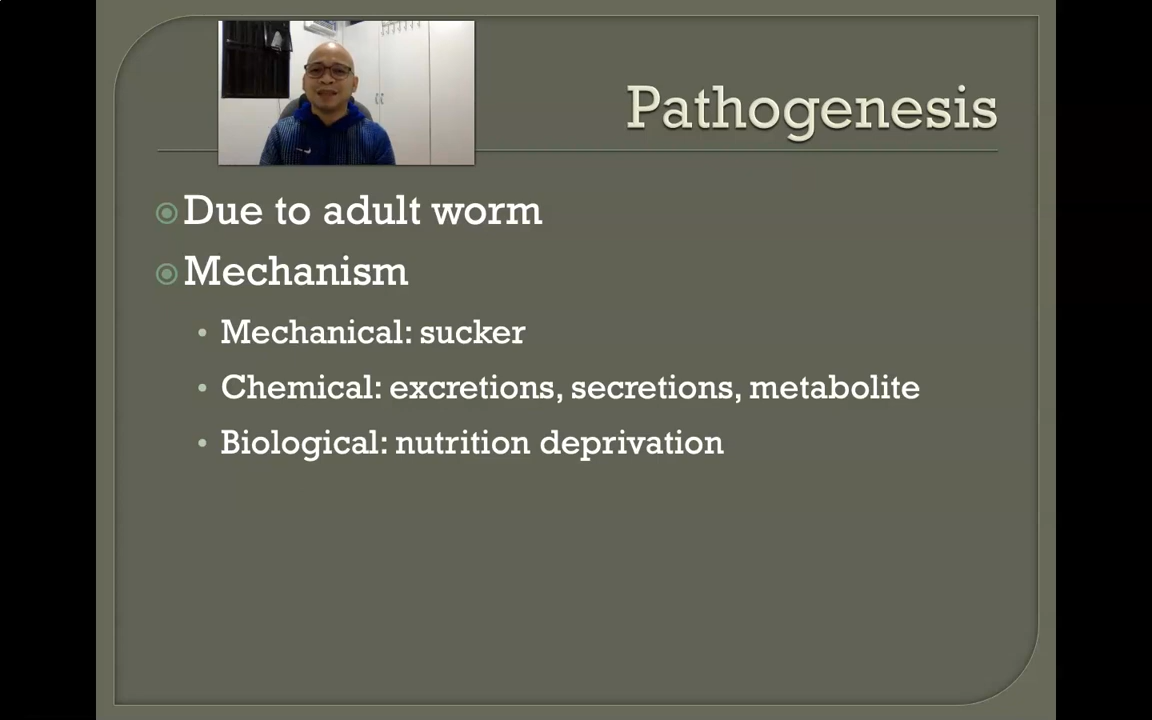 Pathogenesis
Due to adult worm
Mechanism
Mechanical: sucker
Chemical: excretions, secretions, metabolite
Biological: nutrition deprivation